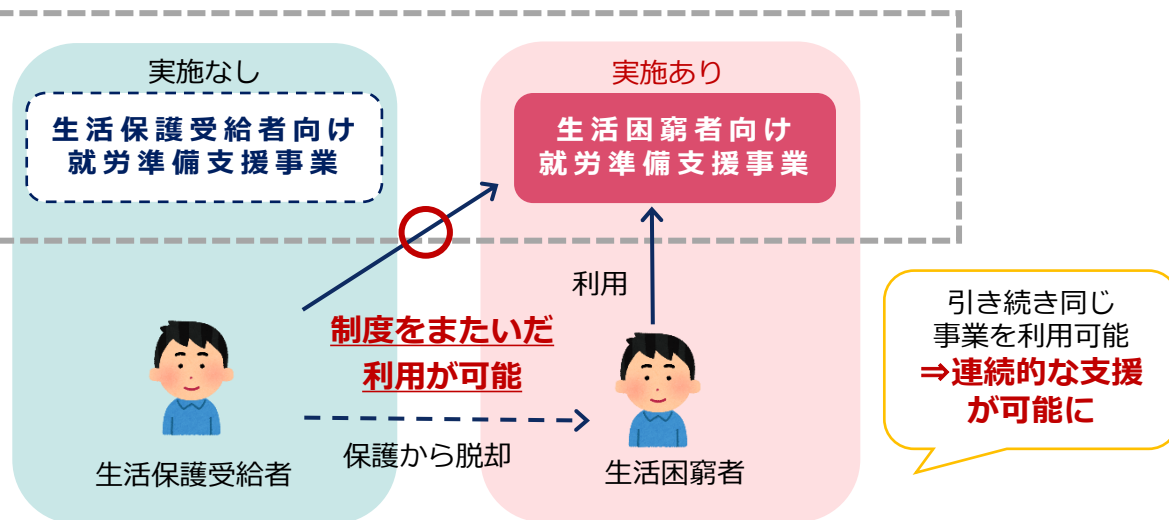 実施なし
生活保護受給者向け
就労準備支援事業
実施あり
生活困窮者向け
就労準備支援事業
利用
制度をまたいだ
利用が可能
保護から脱却
生活保護受給者
生活困窮者
引き続き同じ
事業を利用可能
⇒連続的な支援
が可能に